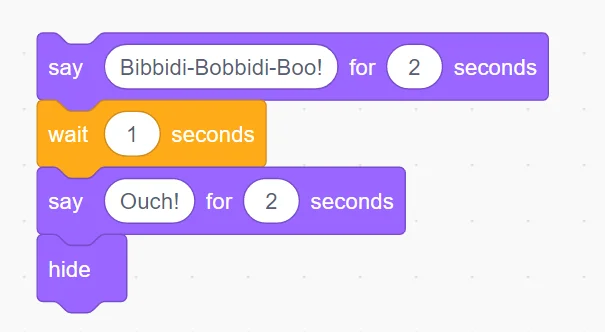 say Bibbidi-Bobbidi-Boo! for 2 seconds
wait 1 seconds
say Ouch! for 2 seconds
hide